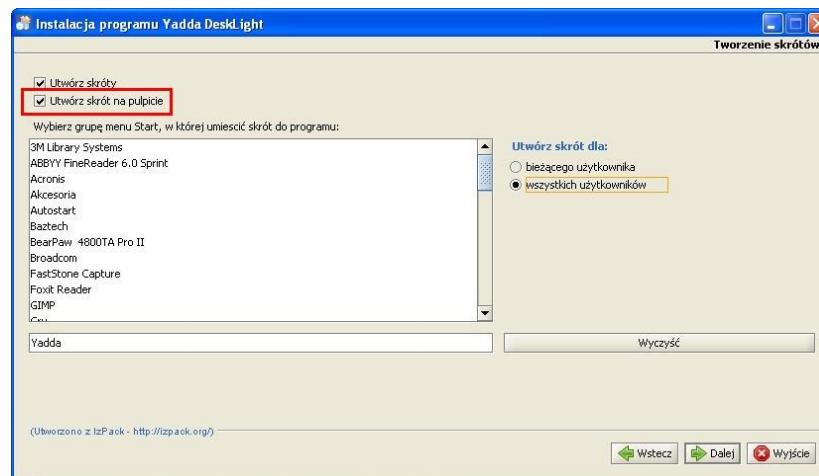 Instalacja programu Yadda DeskLight
Tworzenie skrótów
Utwórz skróty
Utwórz skrót na pulpicie
Wybierz grupę menu Start, w której umiescić skrót do programu:
3M Library Systems
ABBYY FineReader 6.0 Sprint
Acronis
Akcesoria
Autostart
Baztech
BearPaw 4800TA Pro II
Broadcom
FastStone Capture
Foxit Reader
GIMP
Utwórz skrót dla:
bieżącego użytkownika
wszystkich użytkowników
Yadda
Wyczyść
(Utworzono z IzPack - http://izpack.org/)
Wstecz
Dalej
Wyjście